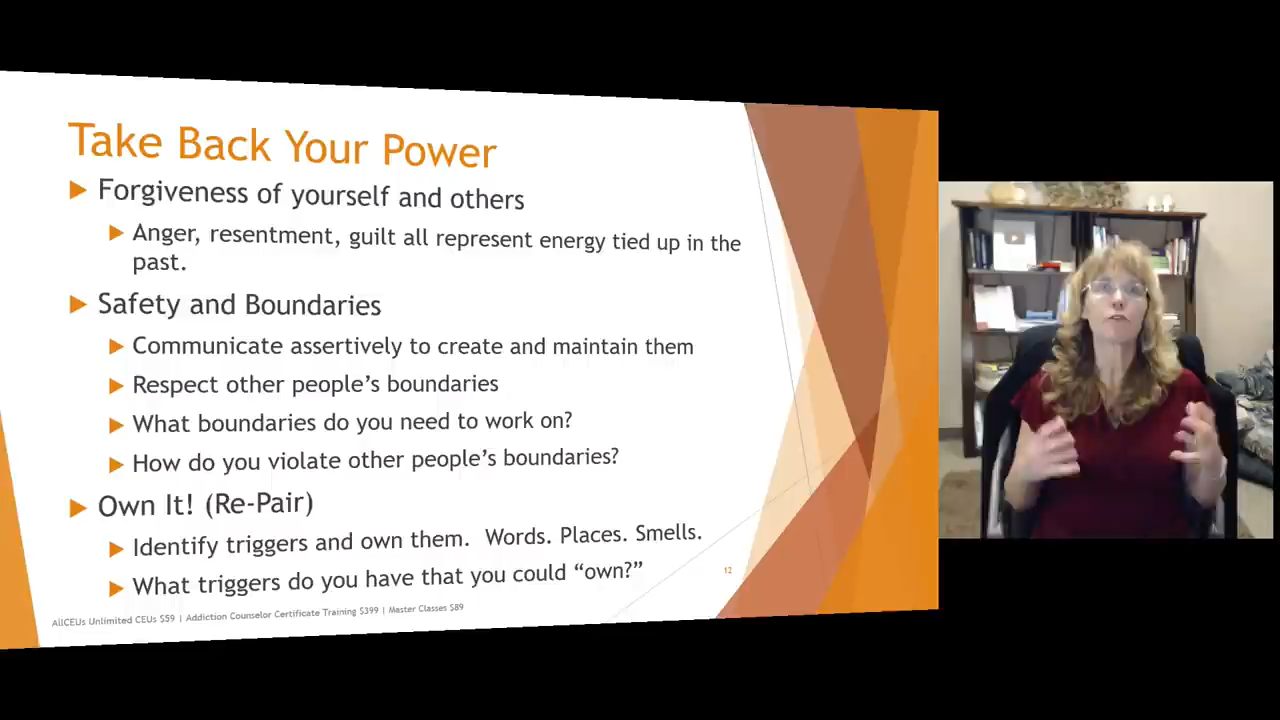 Take Back Your Power
Forgiveness of yourself and others
Anger, resentment, guilt all represent energy tied up in the
past.
Safety and Boundaries
Communicate assertively to create and maintain them
Respect other people’s boundaries
What boundaries do you need to work on?
How do you violate other people’s boundaries?
Own It! (Re-Pair)
Identify triggers and own them. Words. Places. Smells.
What triggers do you have that you could “own?”
12
AllCEUs Unlimited CEUs $59 | Addiction Counselor Certificate Training $399 | Master Classes $89